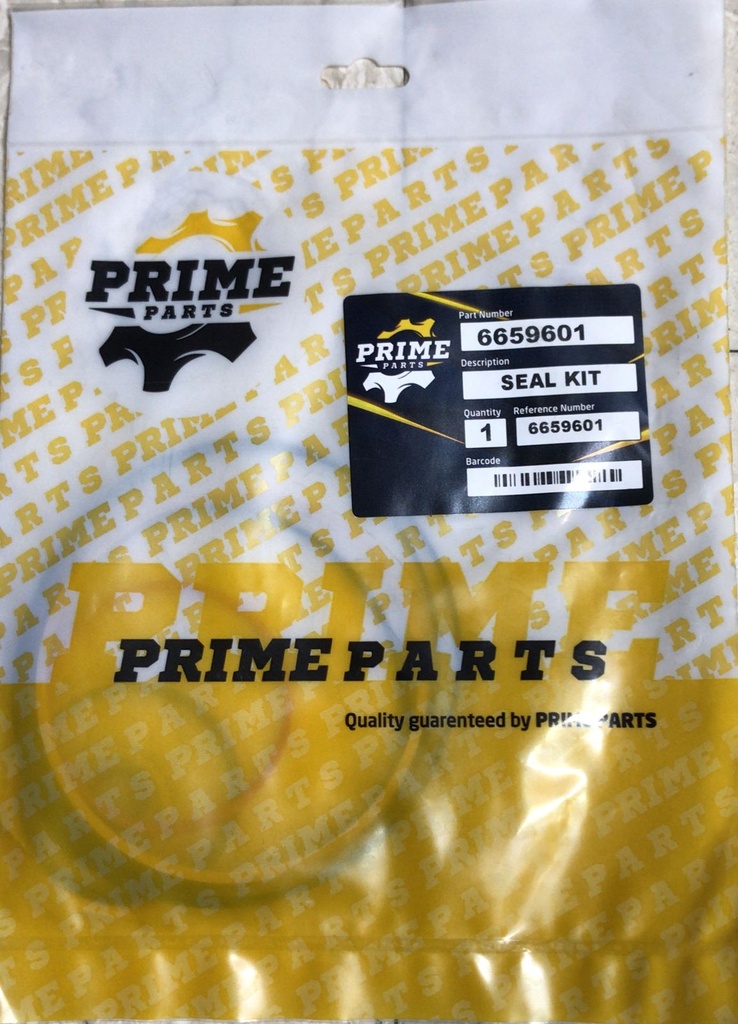 PRIME
PARTS
PRIME
PARTS
Part Number
6659601
Description
SEAL KIT
Quantity
1
Reference Number
6659601
Barcode
PRIME
PRIME PARTS
Quality guarenteed by PRIME PARTS